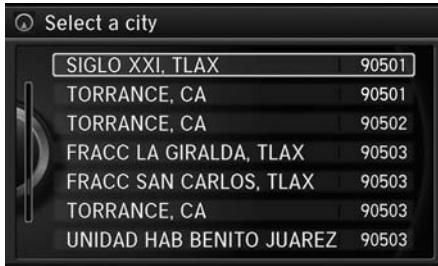 Select a city
SIGLO XXI, TLAX 90501
TORRANCE, CA 90501
TORRANCE, CA 90502
FRACC LA GIRALDA, TLAX 90503
FRACC SAN CARLOS, TLAX 90503
TORRANCE, CA 90503
UNIDAD HAB BENITO JUAREZ 90503